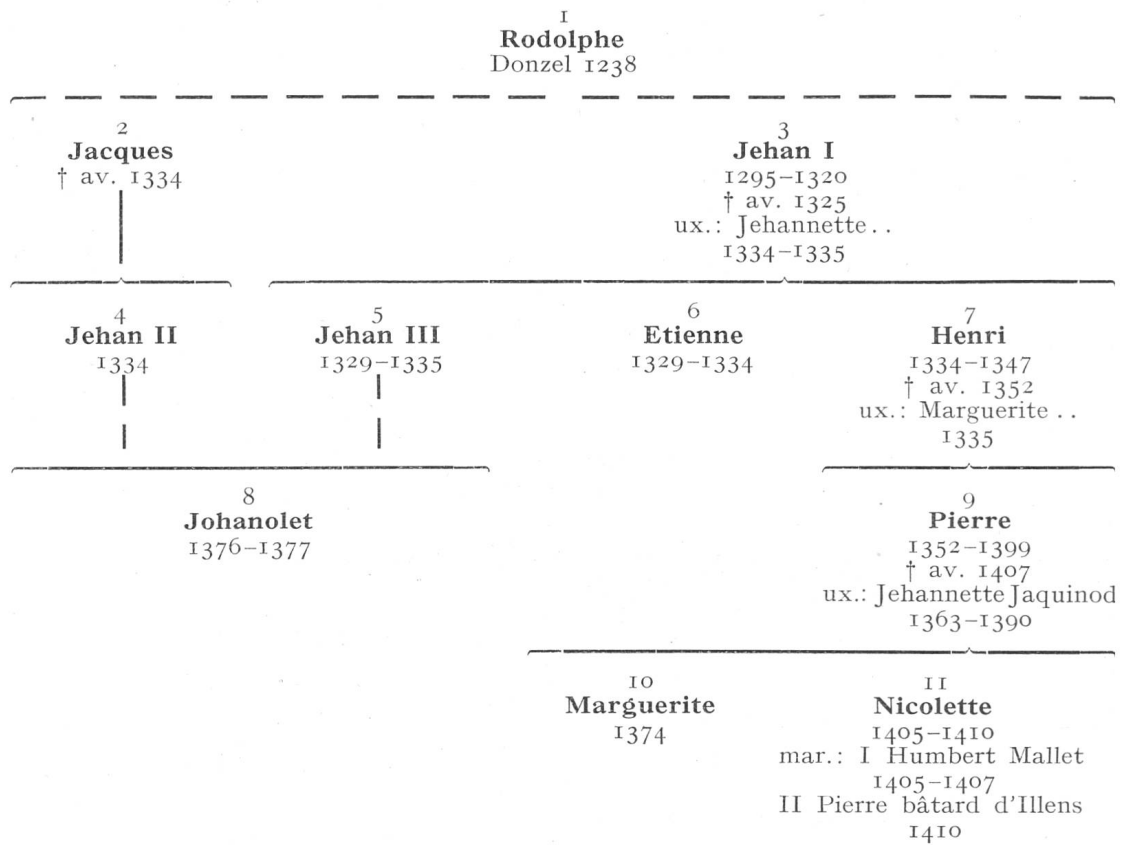 1
Rodolphe
Donzel 1238
2
Jacques
† av. 1334
3
Jehan I
1295–1320
† av. 1325
ux.: Jehannette . .
1334–1335
4
Jehan II
1334
5
Jehan III
1329–1335
6
Etienne
1329–1334
7
Henri
1334–1347
† av. 1352
ux.: Marguerite . .
1335
8
Johanolet
1376–1377
9
Pierre
1352–1399
† av. 1407
ux.: Jehannette Jaquinod
1363–1390
10
Marguerite
1374
11
Nicolette
1405–1410
mar.: I Humbert Mallet
1405–1407
II Pierre bâtard d'Illens
1410